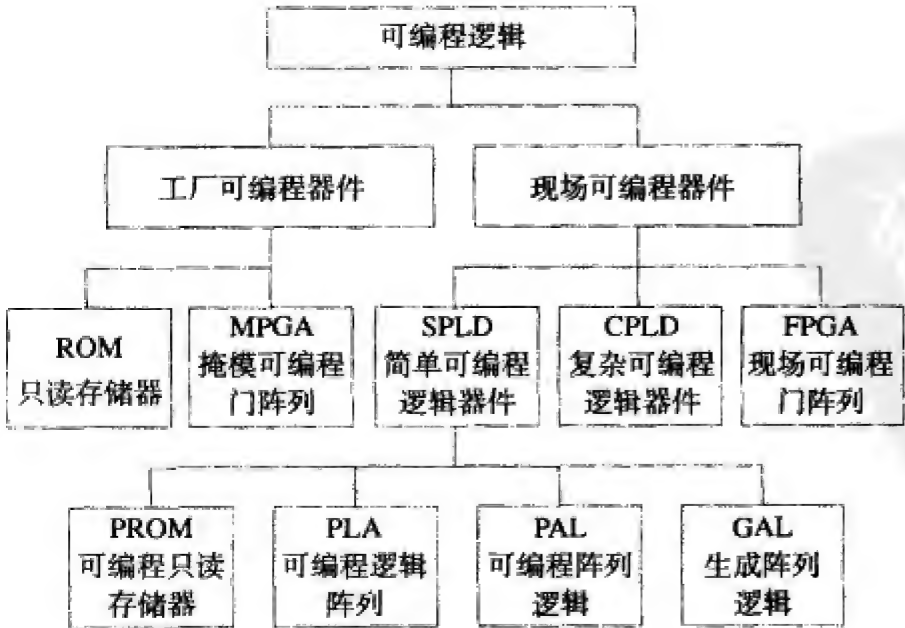 可编程逻辑
工厂可编程器件
现场可编程器件
ROM
只读存储器
MPGA
掩模可编程
门阵列
SPLD
简单可编程
逻辑器件
CPLD
复杂可编程
逻辑器件
FPGA
现场可编程
门阵列
PROM
可编程只读
存储器
PLA
可编程逻辑
阵列
PAL
可编程阵列
逻辑
GAL
生成阵列
逻辑